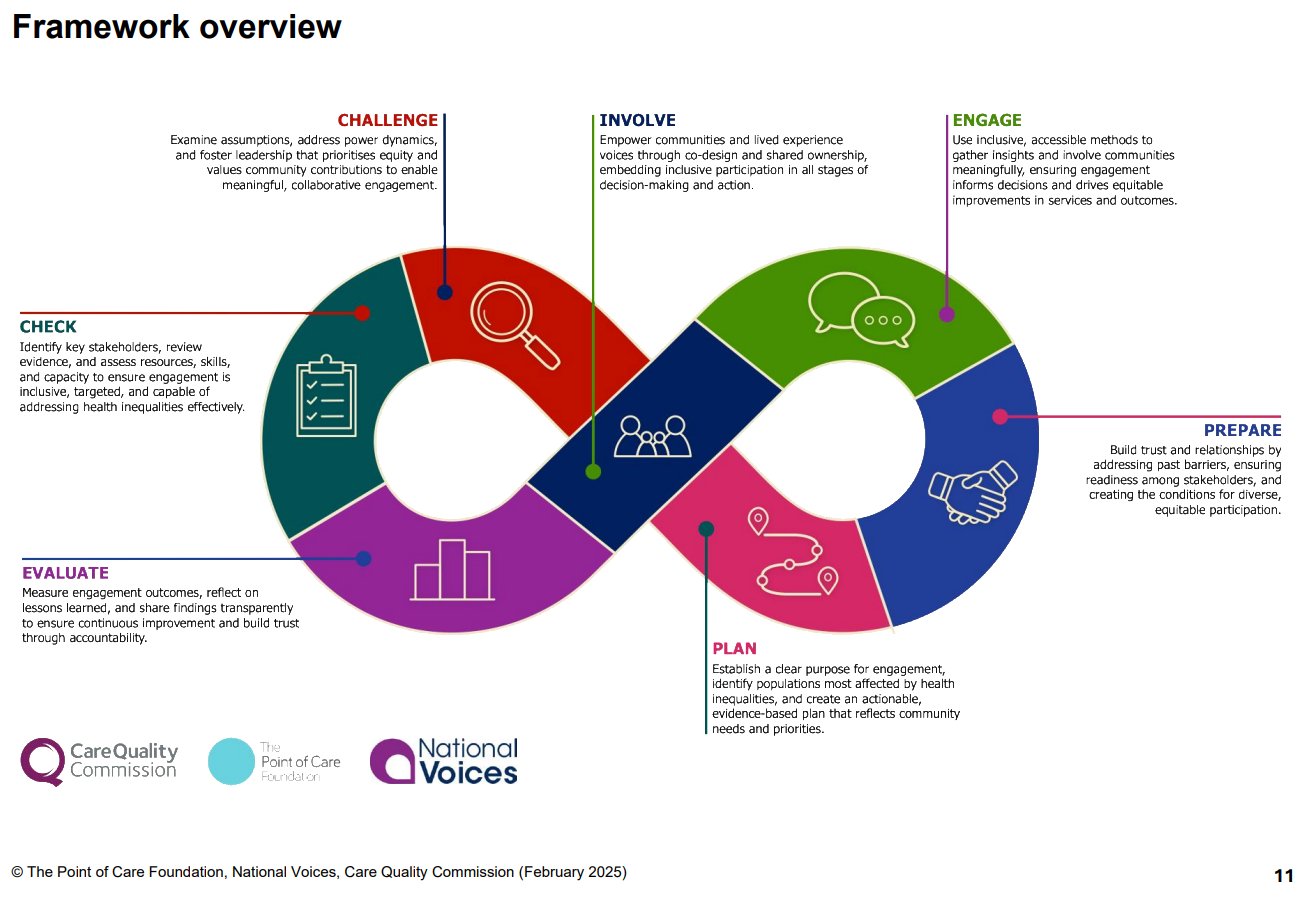 Framework overview
CHALLENGE
Examine assumptions, address power dynamics,
and foster leadership that prioritises equity and
values community contributions to enable
meaningful, collaborative engagement.
INVOLVE
Empower communities and lived experience
voices through co-design and shared ownership,
embedding inclusive participation in all stages of
decision-making and action.
ENGAGE
Use inclusive, accessible methods to
gather insights and involve communities
meaningfully, ensuring engagement
informs decisions and drives equitable
improvements in services and outcomes.
CHECK
Identify key stakeholders, review
evidence, and assess resources, skills,
and capacity to ensure engagement is
inclusive, targeted, and capable of
addressing health inequalities effectively.
PREPARE
Build trust and relationships by
addressing past barriers, ensuring
readiness among stakeholders, and
creating the conditions for diverse,
equitable participation.
EVALUATE
Measure engagement outcomes, reflect on
lessons learned, and share findings transparently
to ensure continuous improvement and build trust
through accountability.
PLAN
Establish a clear purpose for engagement,
identify populations most affected by health
inequalities, and create an actionable,
evidence-based plan that reflects community
needs and priorities.
CareQuality
Commission
The
Point of Care
Foundation
National
Voices
© The Point of Care Foundation, National Voices, Care Quality Commission (February 2025)
11